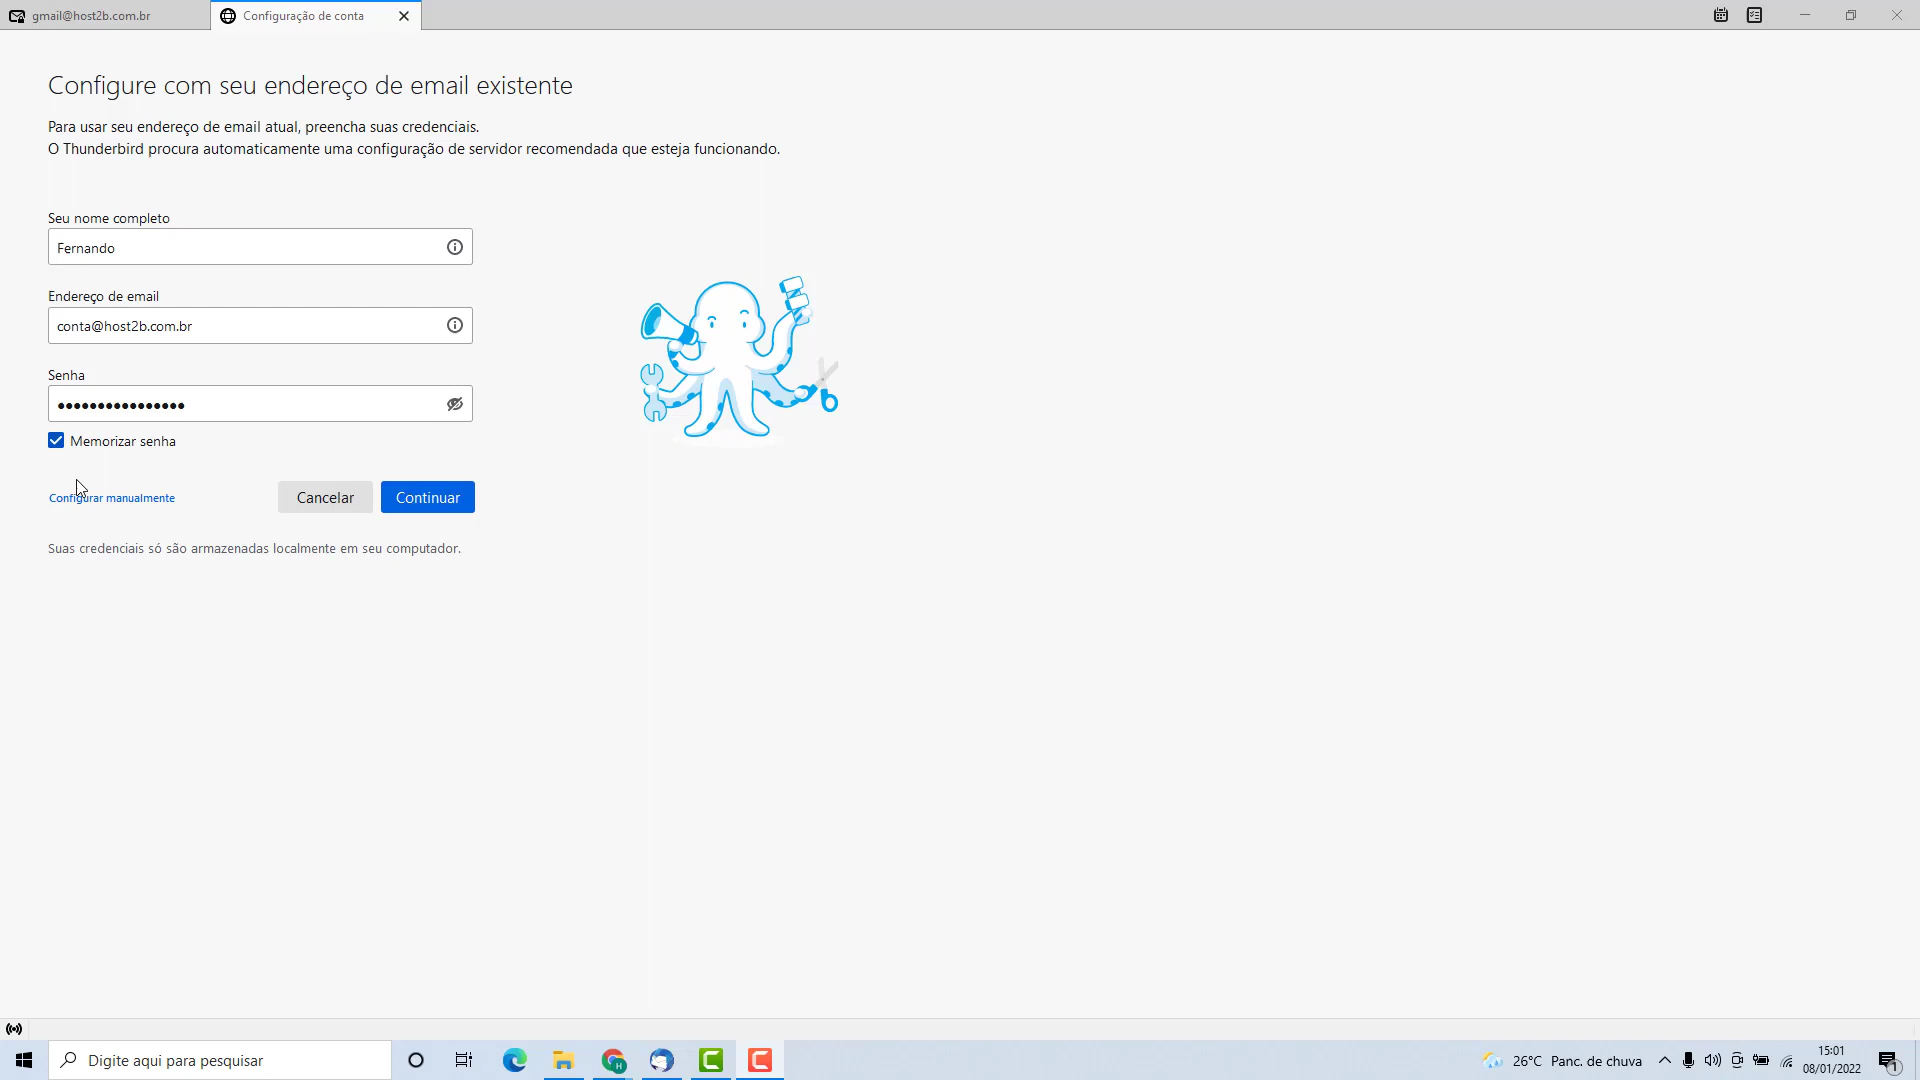 gmail@host2b.com.br
Configuração de conta
Configure com seu endereço de email existente
Para usar seu endereço de email atual, preencha suas credenciais.
O Thunderbird procura automaticamente uma configuração de servidor recomendada que esteja funcionando.
Seu nome completo
Fernando
Endereço de email
conta@host2b.com.br
Senha
Memorizar senha
Configurar manualmente
Cancelar
Continuar
Suas credenciais só são armazenadas localmente em seu computador.
Digite aqui para pesquisar
26°C Panc. de chuva
15:01
08/01/2022
1